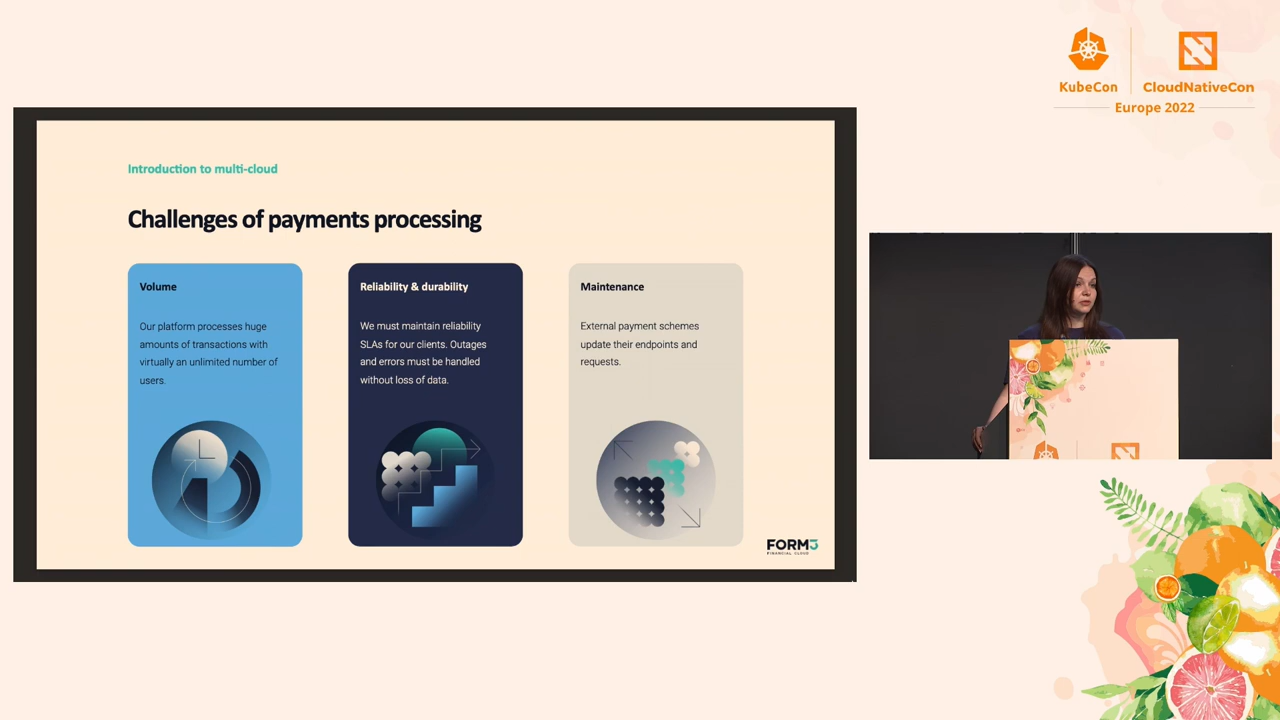 KubeCon
CloudNativeCon
Europe 2022
Introduction to multi-cloud
Challenges of payments processing
Volume
Our platform processes huge
amounts of transactions with
virtually an unlimited number of
users.
Reliability & durability
We must maintain reliability
SLAs for our clients. Outages
and errors must be handled
without loss of data.
Maintenance
External payment schemes
update their endpoints and
requests.
FORM3
FINANCIAL CLOUD